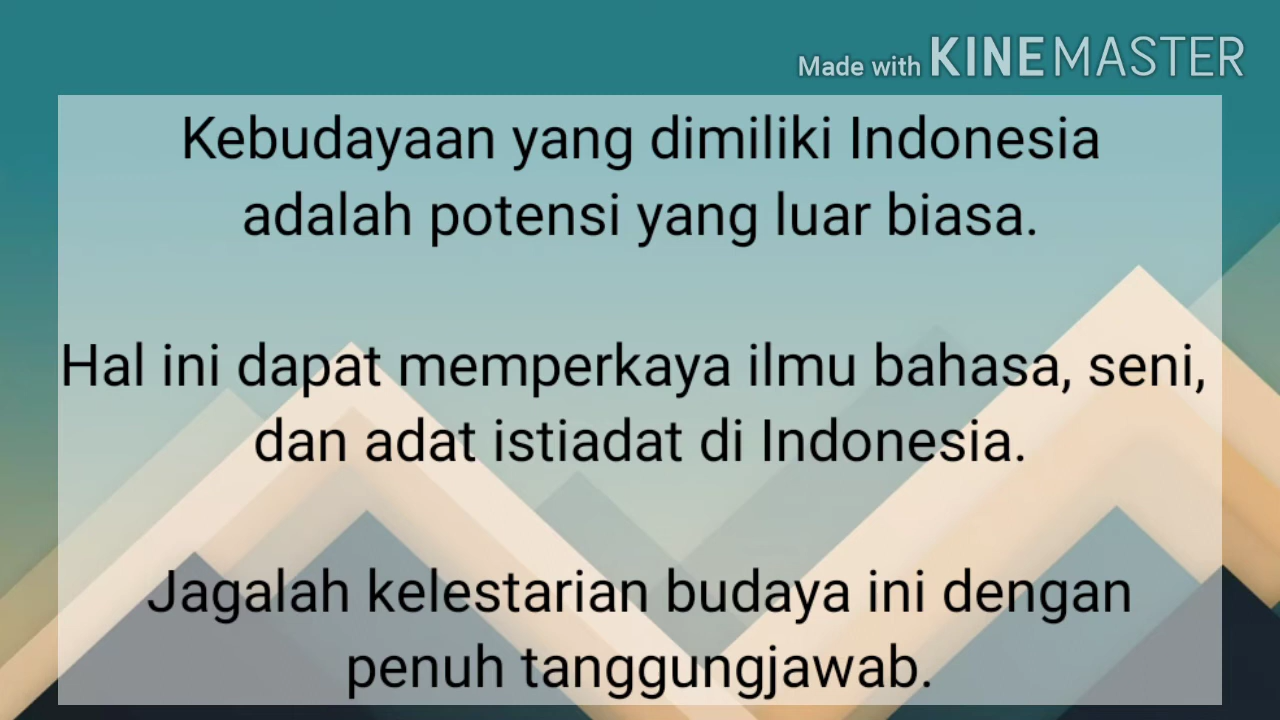 Made with KINEMASTER
Kebudayaan yang dimiliki Indonesia
adalah potensi yang luar biasa.
Hal ini dapat memperkaya ilmu bahasa, seni,
dan adat istiadat di Indonesia.
Jagalah kelestarian budaya ini dengan
penuh tanggungjawab.